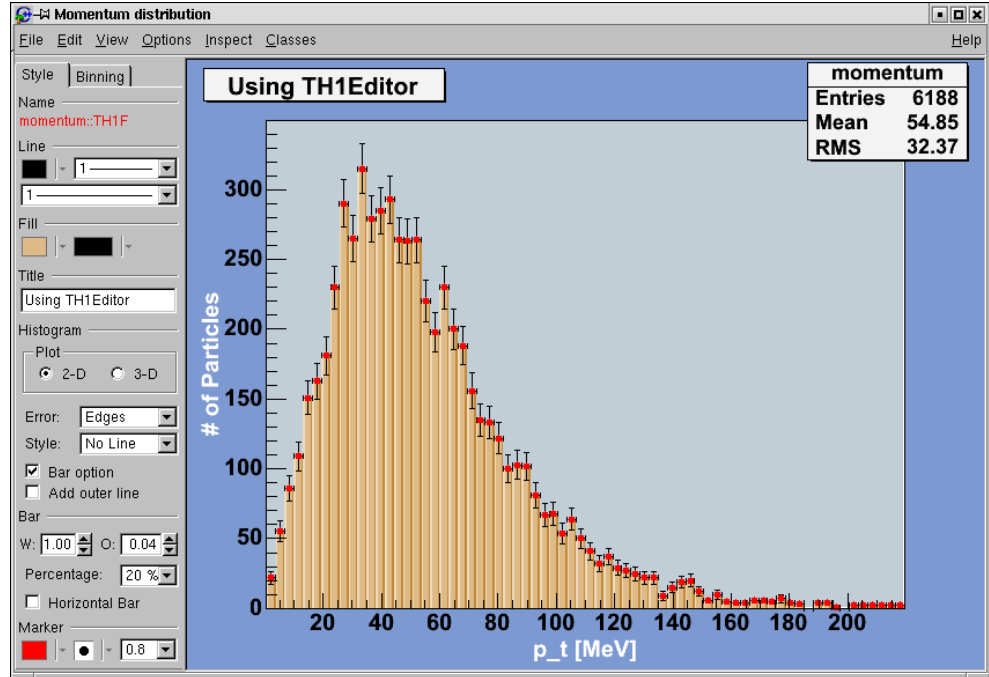 Momentum distribution
File Edit View Options Inspect Classes Help
Style Binning
Name
momentum::TH1F
Line
1
1
Fill
Title
Using TH1Editor
Histogram
Plot
2-D 3-D
Error: Edges
Style: No Line
Bar option
Add outer line
Bar
W: 1.00 O: 0.04
Percentage: 20 %
Horizontal Bar
Marker
0.8
Using TH1Editor
momentum
Entries 6188
Mean 54.85
RMS 32.37
# of Particles
300
250
200
150
100
50
0
20 40 60 80 100 120 140 160 180 200
p_t [MeV]